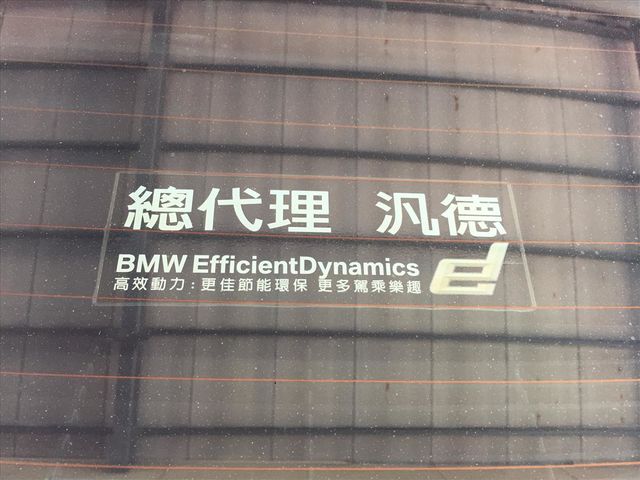 總代理 汎德
BMW EfficientDynamics
高效動力：更佳節能環保 更多駕乘樂趣